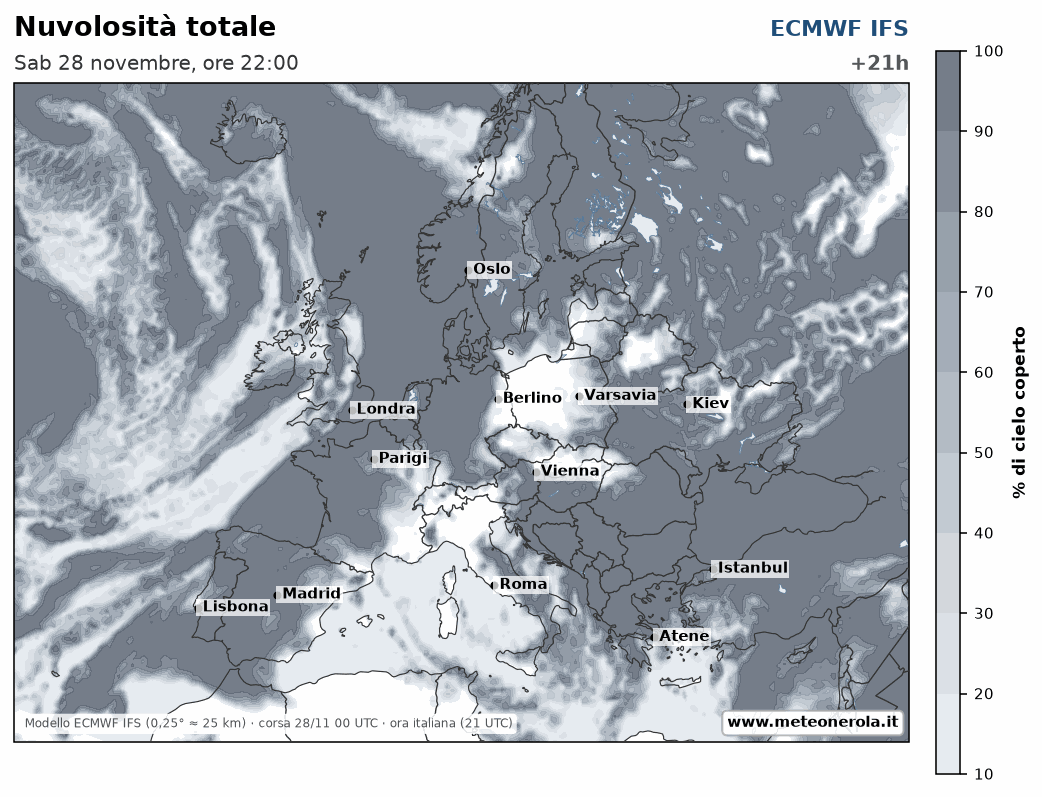 Nuvolosità totale
ECMWF IFS
Sab 28 novembre, ore 22:00
+21h
100
90
80
70
60
50
40
30
20
10
% di cielo coperto
Oslo
Berlino
Varsavia
Kiev
Londra
Parigi
Vienna
Istanbul
Roma
Madrid
Lisbona
Atene
Modello ECMWF IFS (0,25° ≈ 25 km) · corsa 28/11 00 UTC · ora italiana (21 UTC)
www.meteonerola.it